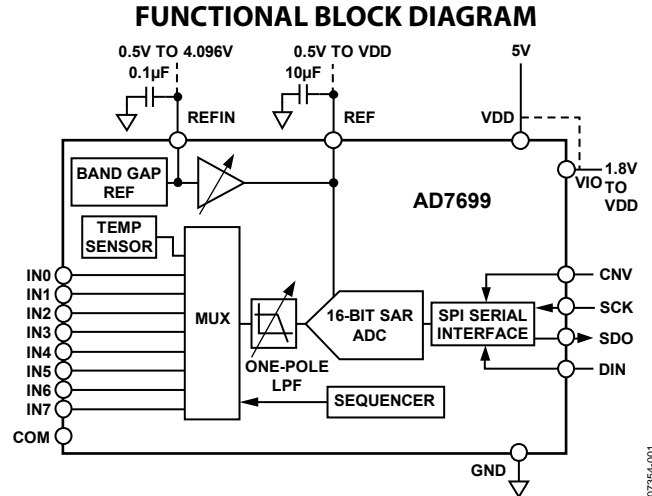 FUNCTIONAL BLOCK DIAGRAM
0.5V TO 4.096V
0.1µF
REFIN
0.5V TO VDD
10µF
REF
5V
VDD
VIO
1.8V
TO
VDD
BAND GAP
REF
AD7699
TEMP
SENSOR
IN0
IN1
IN2
IN3
IN4
IN5
IN6
IN7
COM
MUX
ONE-POLE
LPF
16-BIT SAR
ADC
SPI SERIAL
INTERFACE
CNV
SCK
SDO
DIN
SEQUENCER
GND
07354-001